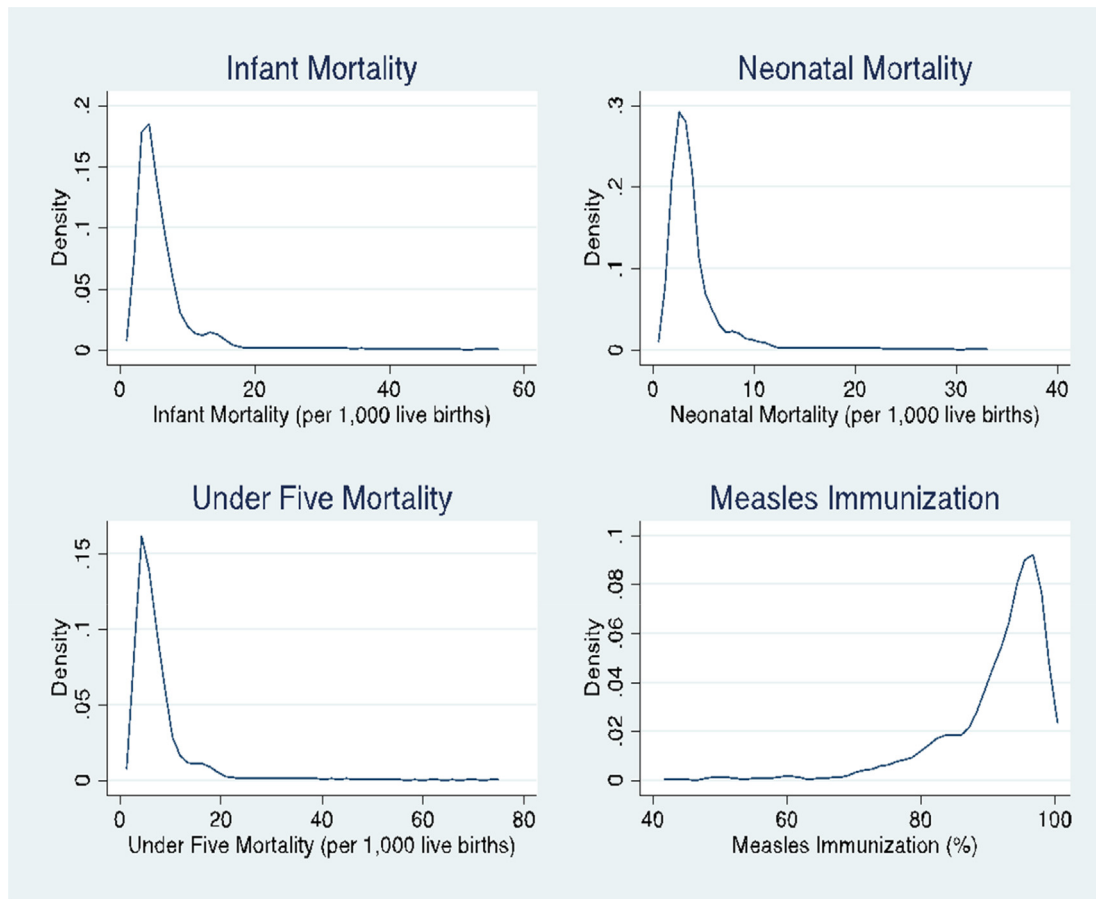 Infant Mortality
Density
0 .05 .1 .15 .2
0 20 40 60
Infant Mortality (per 1,000 live births)
Neonatal Mortality
Density
0 .1 .2 .3
0 10 20 30 40
Neonatal Mortality (per 1,000 live births)
Under Five Mortality
Density
0 .05 .1 .15
0 20 40 60 80
Under Five Mortality (per 1,000 live births)
Measles Immunization
Density
0 .02 .04 .06 .08 .1
40 60 80 100
Measles Immunization (%)